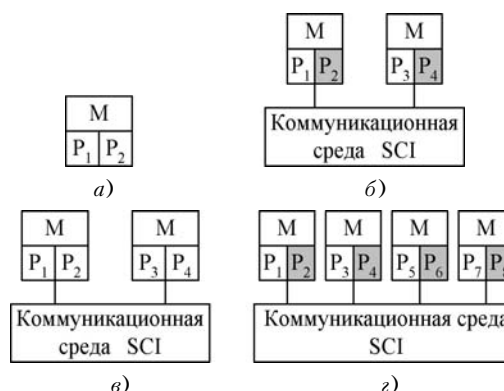 M
P1 P2
а)
M M
P1 P2 P3 P4
Коммуникационная
среда SCI
б)
M M
P1 P2 P3 P4
Коммуникационная
среда SCI
в)
M M M M
P1 P2 P3 P4 P5 P6 P7 P8
Коммуникационная среда
SCI
г)